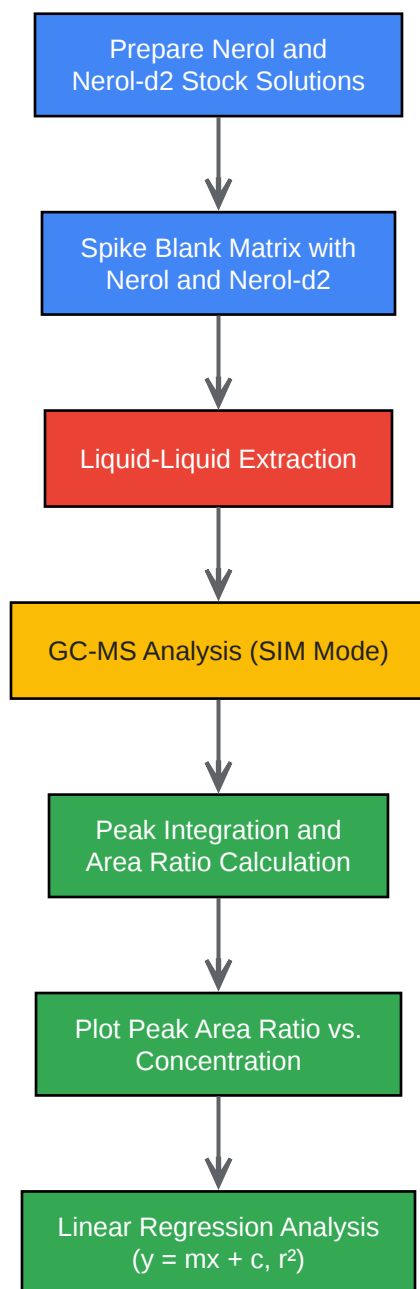 Prepare Nerol and
Nerol-d2 Stock Solutions
Spike Blank Matrix with
Nerol and Nerol-d2
Liquid-Liquid Extraction
GC-MS Analysis (SIM Mode)
Peak Integration and
Area Ratio Calculation
Plot Peak Area Ratio vs.
Concentration
Linear Regression Analysis
(y = mx + c, r²)